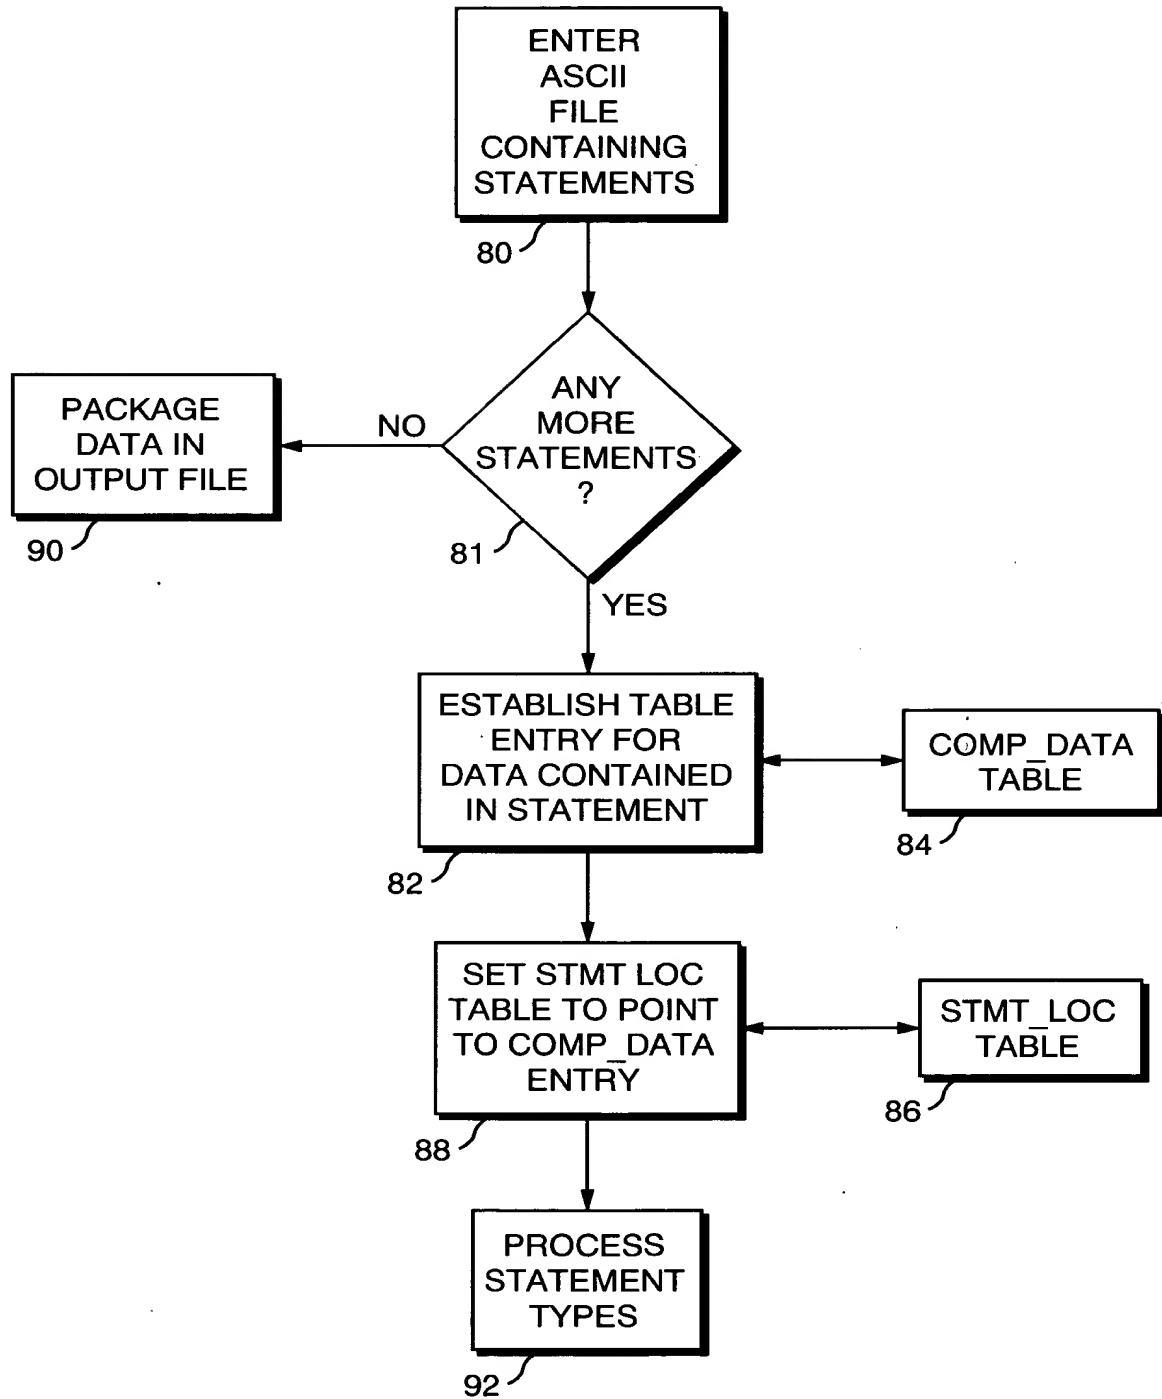 ENTER
ASCII
FILE
CONTAINING
STATEMENTS
80
ANY
MORE
STATEMENTS
?
81
NO
PACKAGE
DATA IN
OUTPUT FILE
90
YES
ESTABLISH TABLE
ENTRY FOR
DATA CONTAINED
IN STATEMENT
82
COMP_DATA
TABLE
84
SET STMT LOC
TABLE TO POINT
TO COMP_DATA
ENTRY
88
STMT_LOC
TABLE
86
PROCESS
STATEMENT
TYPES
92